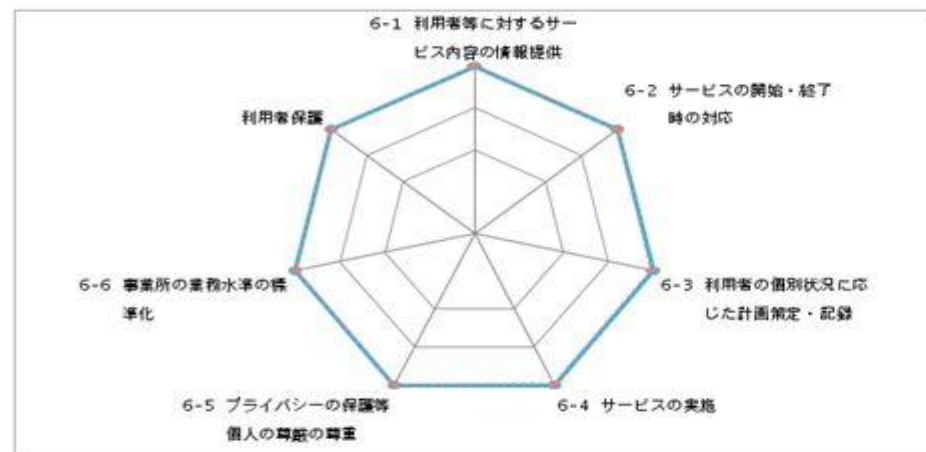 6-1 利用者等に対するサー
ビス内容の情報提供
6-2 サービスの開始・終了
時の対応
利用者保護
6-6 事業所の業務水準の標
準化
6-3 利用者の個別状況に応
じた計画策定・記録
6-5 プライバシーの保護等
個人の尊厳の尊重
6-4 サービスの実施